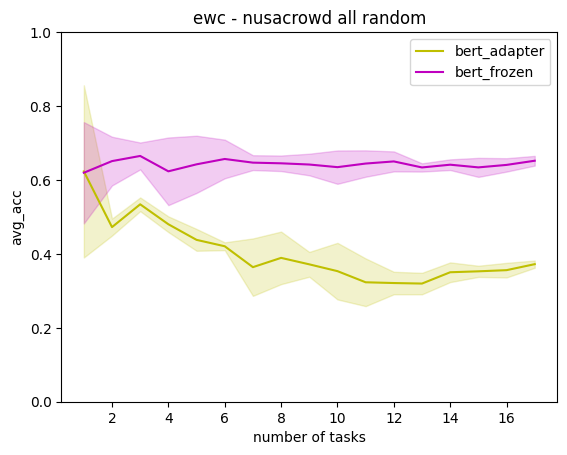 ewc - nusacrowd all random
bert_adapter
bert_frozen
1.0
0.8
0.6
0.4
0.2
0.0
avg_acc
2 4 6 8 10 12 14 16
number of tasks